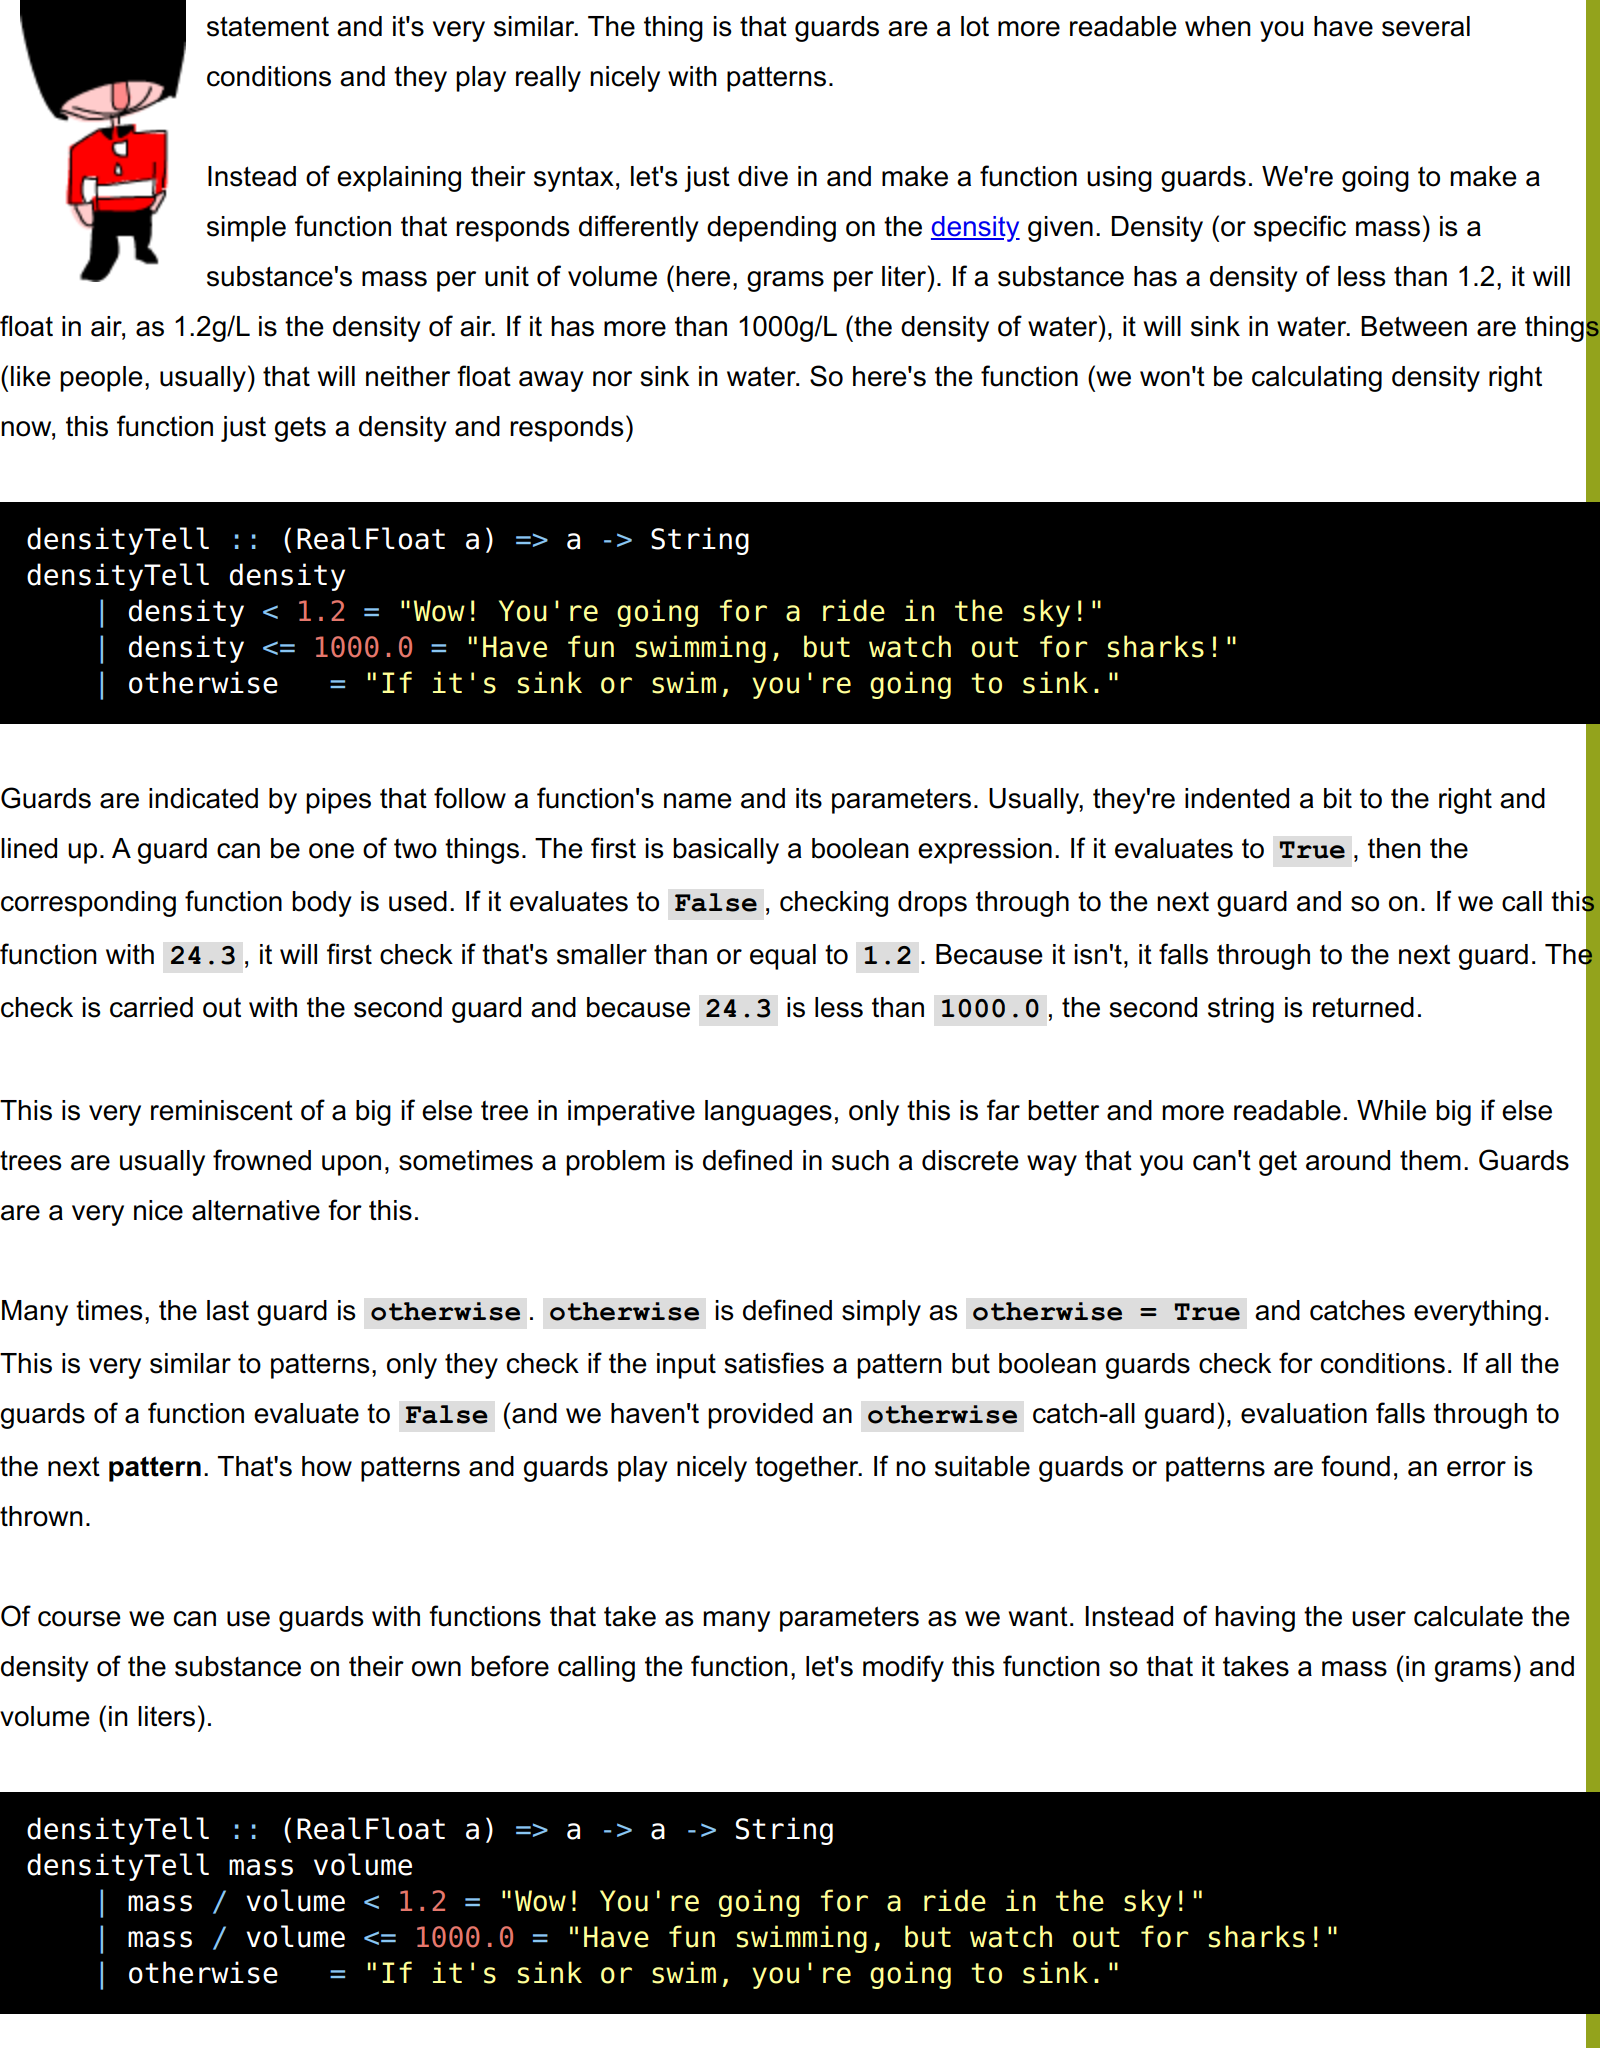 statement and it's very similar. The thing is that guards are a lot more readable when you have several
conditions and they play really nicely with patterns.
Instead of explaining their syntax, let's just dive in and make a function using guards. We're going to make a
simple function that responds differently depending on the density given. Density (or specific mass) is a
substance's mass per unit of volume (here, grams per liter). If a substance has a density of less than 1.2, it will
float in air, as 1.2g/L is the density of air. If it has more than 1000g/L (the density of water), it will sink in water. Between are things
(like people, usually) that will neither float away nor sink in water. So here's the function (we won't be calculating density right
now, this function just gets a density and responds)
densityTell :: (RealFloat a) => a -> String
densityTell density
    | density < 1.2 = "Wow! You're going for a ride in the sky!"
    | density <= 1000.0 = "Have fun swimming, but watch out for sharks!"
    | otherwise   = "If it's sink or swim, you're going to sink."
Guards are indicated by pipes that follow a function's name and its parameters. Usually, they're indented a bit to the right and
lined up. A guard can be one of two things. The first is basically a boolean expression. If it evaluates to True, then the
corresponding function body is used. If it evaluates to False, checking drops through to the next guard and so on. If we call this
function with 24.3, it will first check if that's smaller than or equal to 1.2. Because it isn't, it falls through to the next guard. The
check is carried out with the second guard and because 24.3 is less than 1000.0, the second string is returned.
This is very reminiscent of a big if else tree in imperative languages, only this is far better and more readable. While big if else
trees are usually frowned upon, sometimes a problem is defined in such a discrete way that you can't get around them. Guards
are a very nice alternative for this.
Many times, the last guard is otherwise. otherwise is defined simply as otherwise = True and catches everything.
This is very similar to patterns, only they check if the input satisfies a pattern but boolean guards check for conditions. If all the
guards of a function evaluate to False (and we haven't provided an otherwise catch-all guard), evaluation falls through to
the next pattern. That's how patterns and guards play nicely together. If no suitable guards or patterns are found, an error is
thrown.
Of course we can use guards with functions that take as many parameters as we want. Instead of having the user calculate the
density of the substance on their own before calling the function, let's modify this function so that it takes a mass (in grams) and
volume (in liters).
densityTell :: (RealFloat a) => a -> a -> String
densityTell mass volume
    | mass / volume < 1.2 = "Wow! You're going for a ride in the sky!"
    | mass / volume <= 1000.0 = "Have fun swimming, but watch out for sharks!"
    | otherwise   = "If it's sink or swim, you're going to sink."